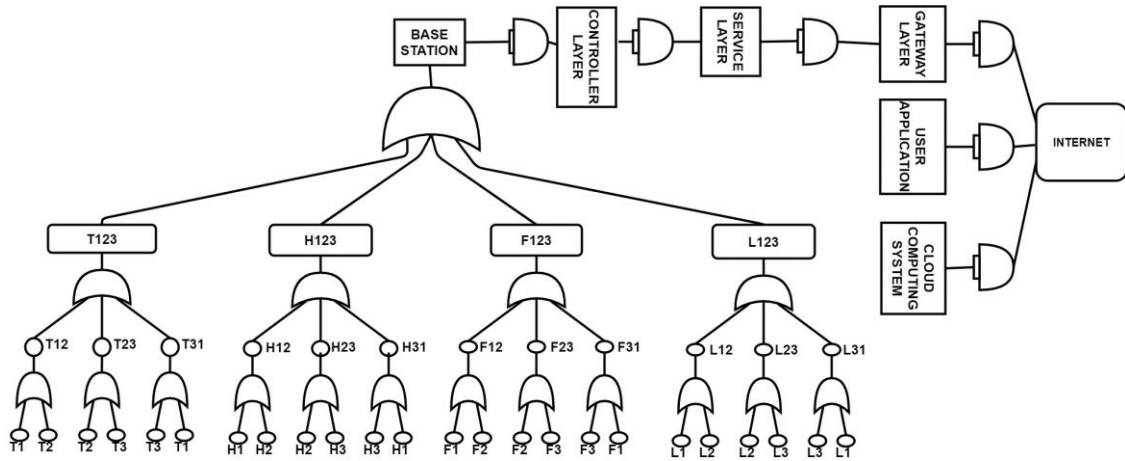 BASE
STATION
CONTROLLER
LAYER
SERVICE
LAYER
GATEWAY
LAYER
USER
APPLICATION
INTERNET
CLOUD
COMPUTING
SYSTEM
T123
H123
F123
L123
T12
T23
T31
H12
H23
H31
F12
F23
F31
L12
L23
L31
T1
T2
T2
T3
T3
T1
H1
H2
H2
H3
H3
H1
F1
F2
F2
F3
F3
F1
L1
L2
L2
L3
L3
L1